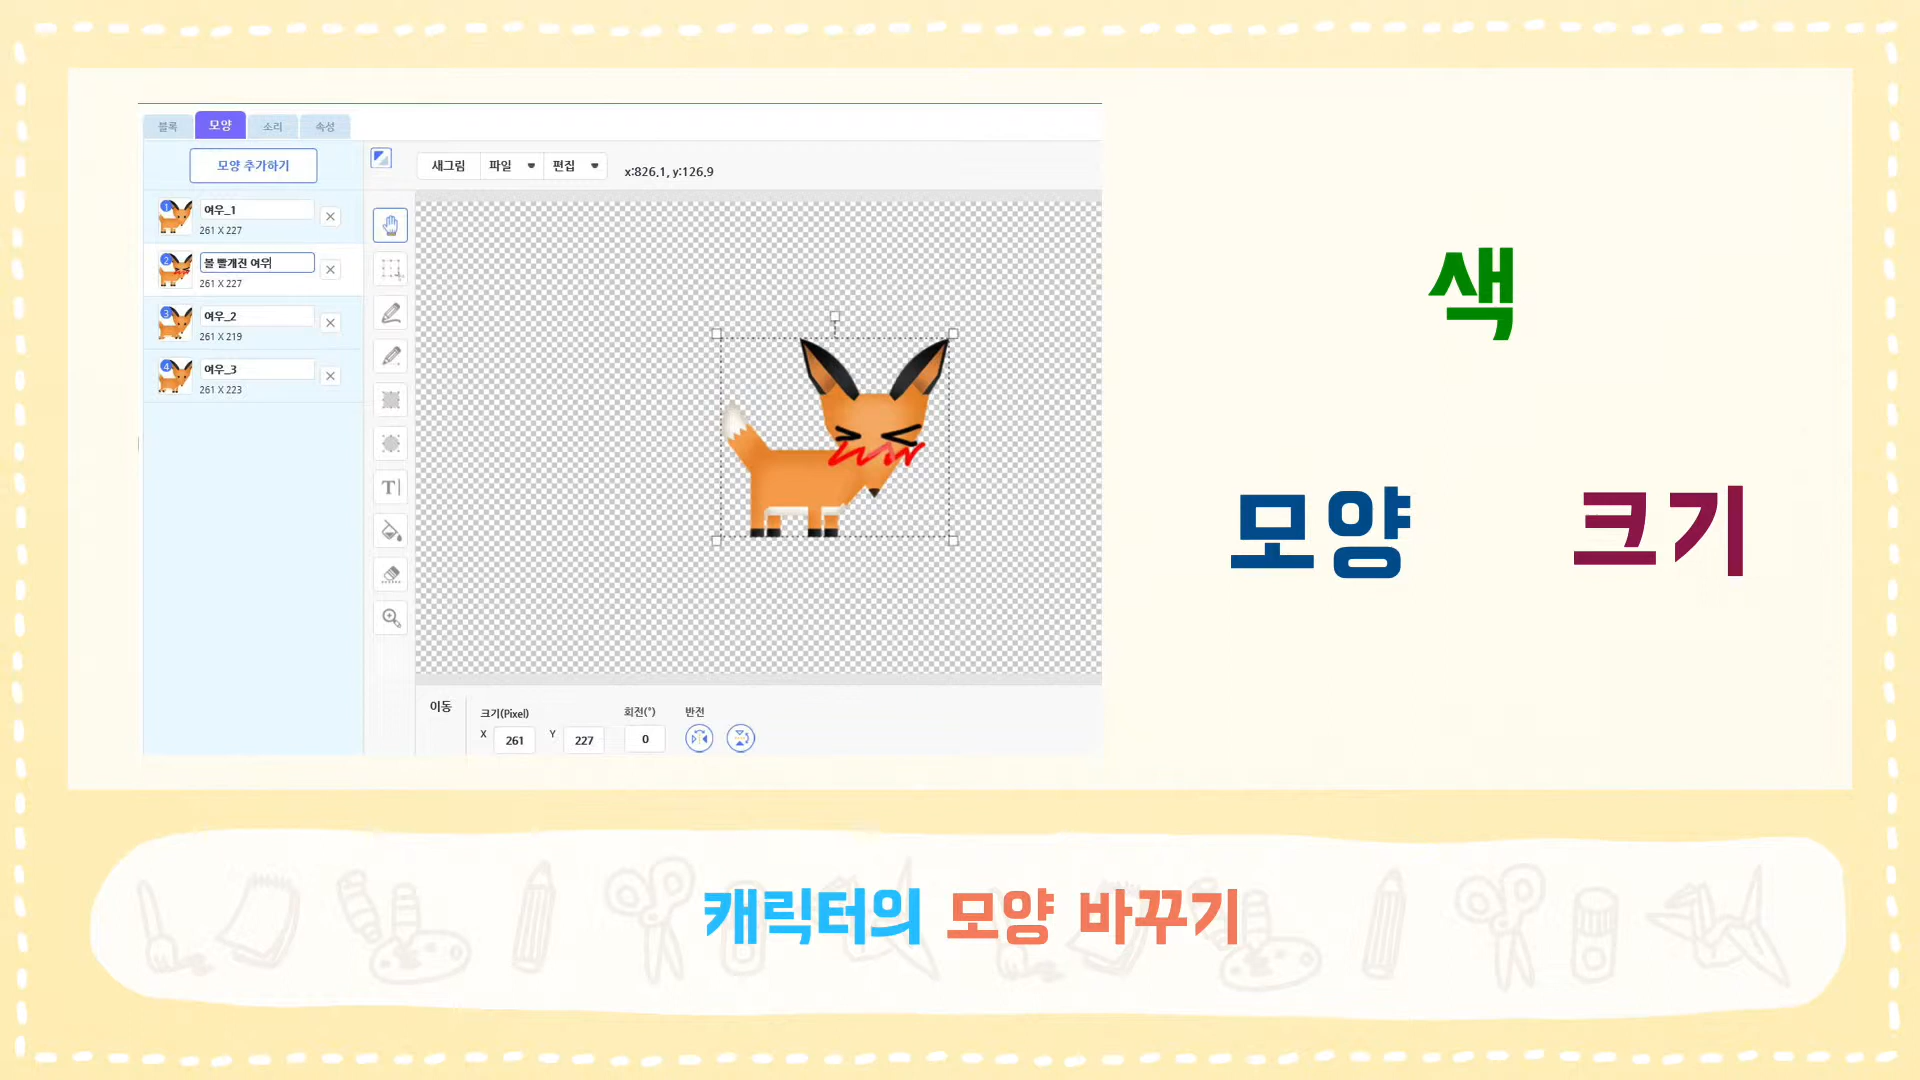 블록 모양 소리 속성
모양 추가하기
새그림 파일 편집 x:826.1, y:126.9
1 여우_1
261 X 227
2 볼 빨개진 여우
261 X 227
3 여우_2
261 X 219
4 여우_3
261 X 223
T
이동 크기(Pixel) 회전(°) 반전
X 261 Y 227 0
색
모양 크기
캐릭터의 모양 바꾸기